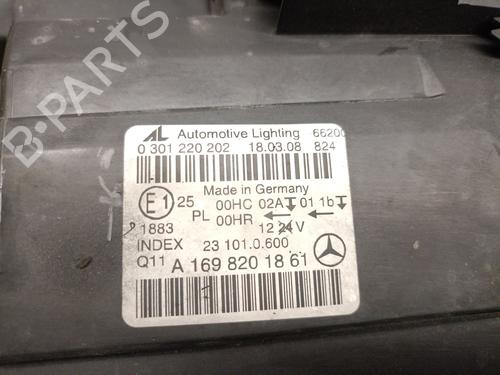 B-PARTS
AL Automotive Lighting 66200
0 301 220 202 18.03.08 824
Made in Germany
E1 25 00HC 02A 01 1b
PL 00HR
1883 12 24 V
INDEX 23 101.0.600
Q11 A 169 820 18 61